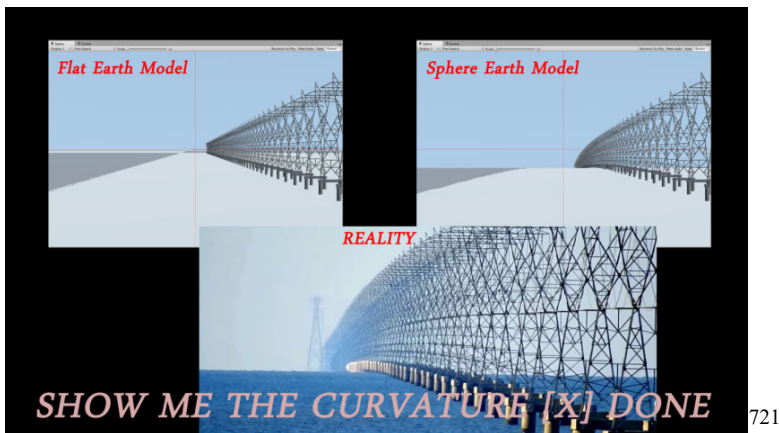 Flat Earth Model
Sphere Earth Model
REALITY
SHOW ME THE CURVATURE [X] DONE
721